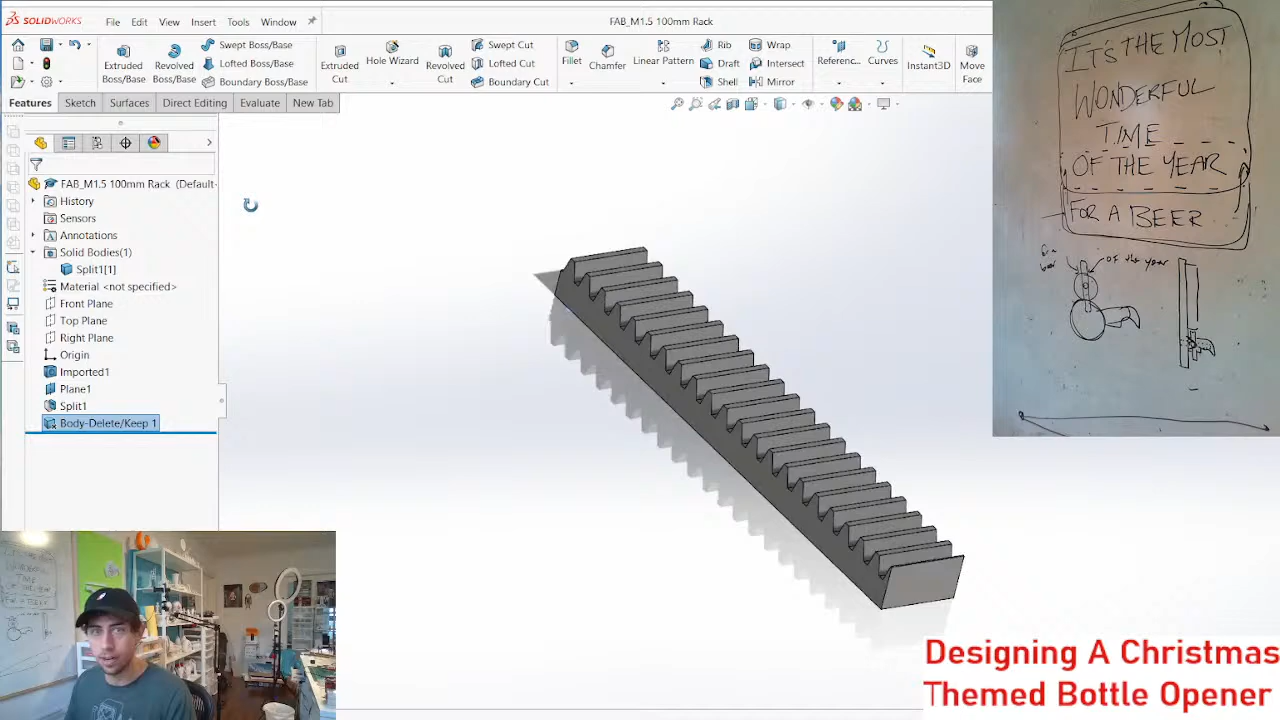 SOLIDWORKS File Edit View Insert Tools Window
FAB_M1.5 100mm Rack
Extruded Boss/Base
Revolved Boss/Base
Swept Boss/Base
Lofted Boss/Base
Boundary Boss/Base
Extruded Cut
Hole Wizard
Revolved Cut
Swept Cut
Lofted Cut
Boundary Cut
Fillet
Chamfer
Linear Pattern
Rib
Draft
Shell
Wrap
Intersect
Mirror
Referenc...
Curves
Instant3D
Move Face
Features Sketch Surfaces Direct Editing Evaluate New Tab
FAB_M1.5 100mm Rack (Default-
History
Sensors
Annotations
Solid Bodies(1)
Split1[1]
Material <not specified>
Front Plane
Top Plane
Right Plane
Origin
Imported1
Plane1
Split1
Body-Delete/Keep 1
IT'S THE MOST
WONDERFUL
TIME
OF THE YEAR
FOR A BEER
for a
beer
of the year
Designing A Christmas
Themed Bottle Opener